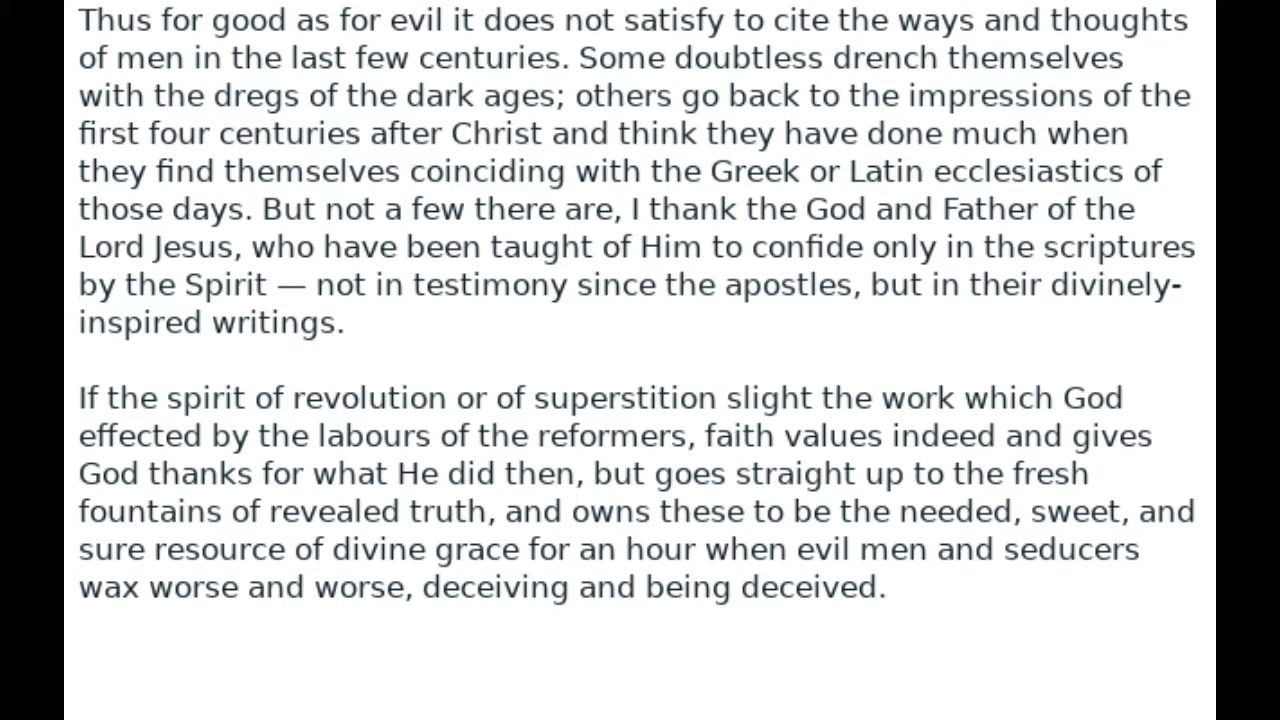 Thus for good as for evil it does not satisfy to cite the ways and thoughts
of men in the last few centuries. Some doubtless drench themselves
with the dregs of the dark ages; others go back to the impressions of the
first four centuries after Christ and think they have done much when
they find themselves coinciding with the Greek or Latin ecclesiastics of
those days. But not a few there are, I thank the God and Father of the
Lord Jesus, who have been taught of Him to confide only in the scriptures
by the Spirit — not in testimony since the apostles, but in their divinely-
inspired writings.
If the spirit of revolution or of superstition slight the work which God
effected by the labours of the reformers, faith values indeed and gives
God thanks for what He did then, but goes straight up to the fresh
fountains of revealed truth, and owns these to be the needed, sweet, and
sure resource of divine grace for an hour when evil men and seducers
wax worse and worse, deceiving and being deceived.